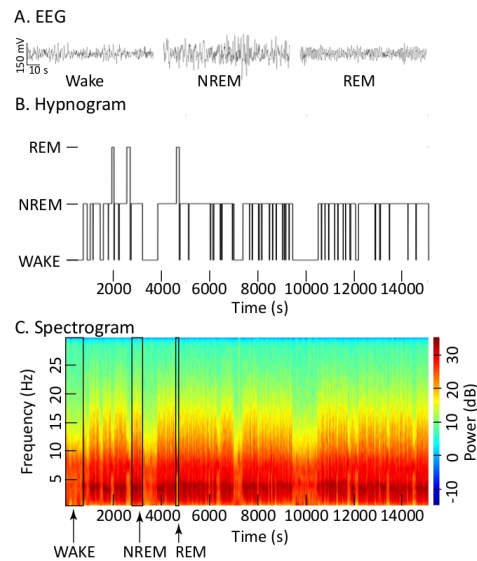 A. EEG
150 mV
10 s
Wake NREM REM
B. Hypnogram
REM
NREM
WAKE
2000 4000 6000 8000 10000 12000 14000
Time (s)
C. Spectrogram
Frequency (Hz)
25
20
15
10
5
30
20
10
0
-10
Power (dB)
2000 4000 6000 8000 10000 12000 14000
Time (s)
WAKE NREM REM